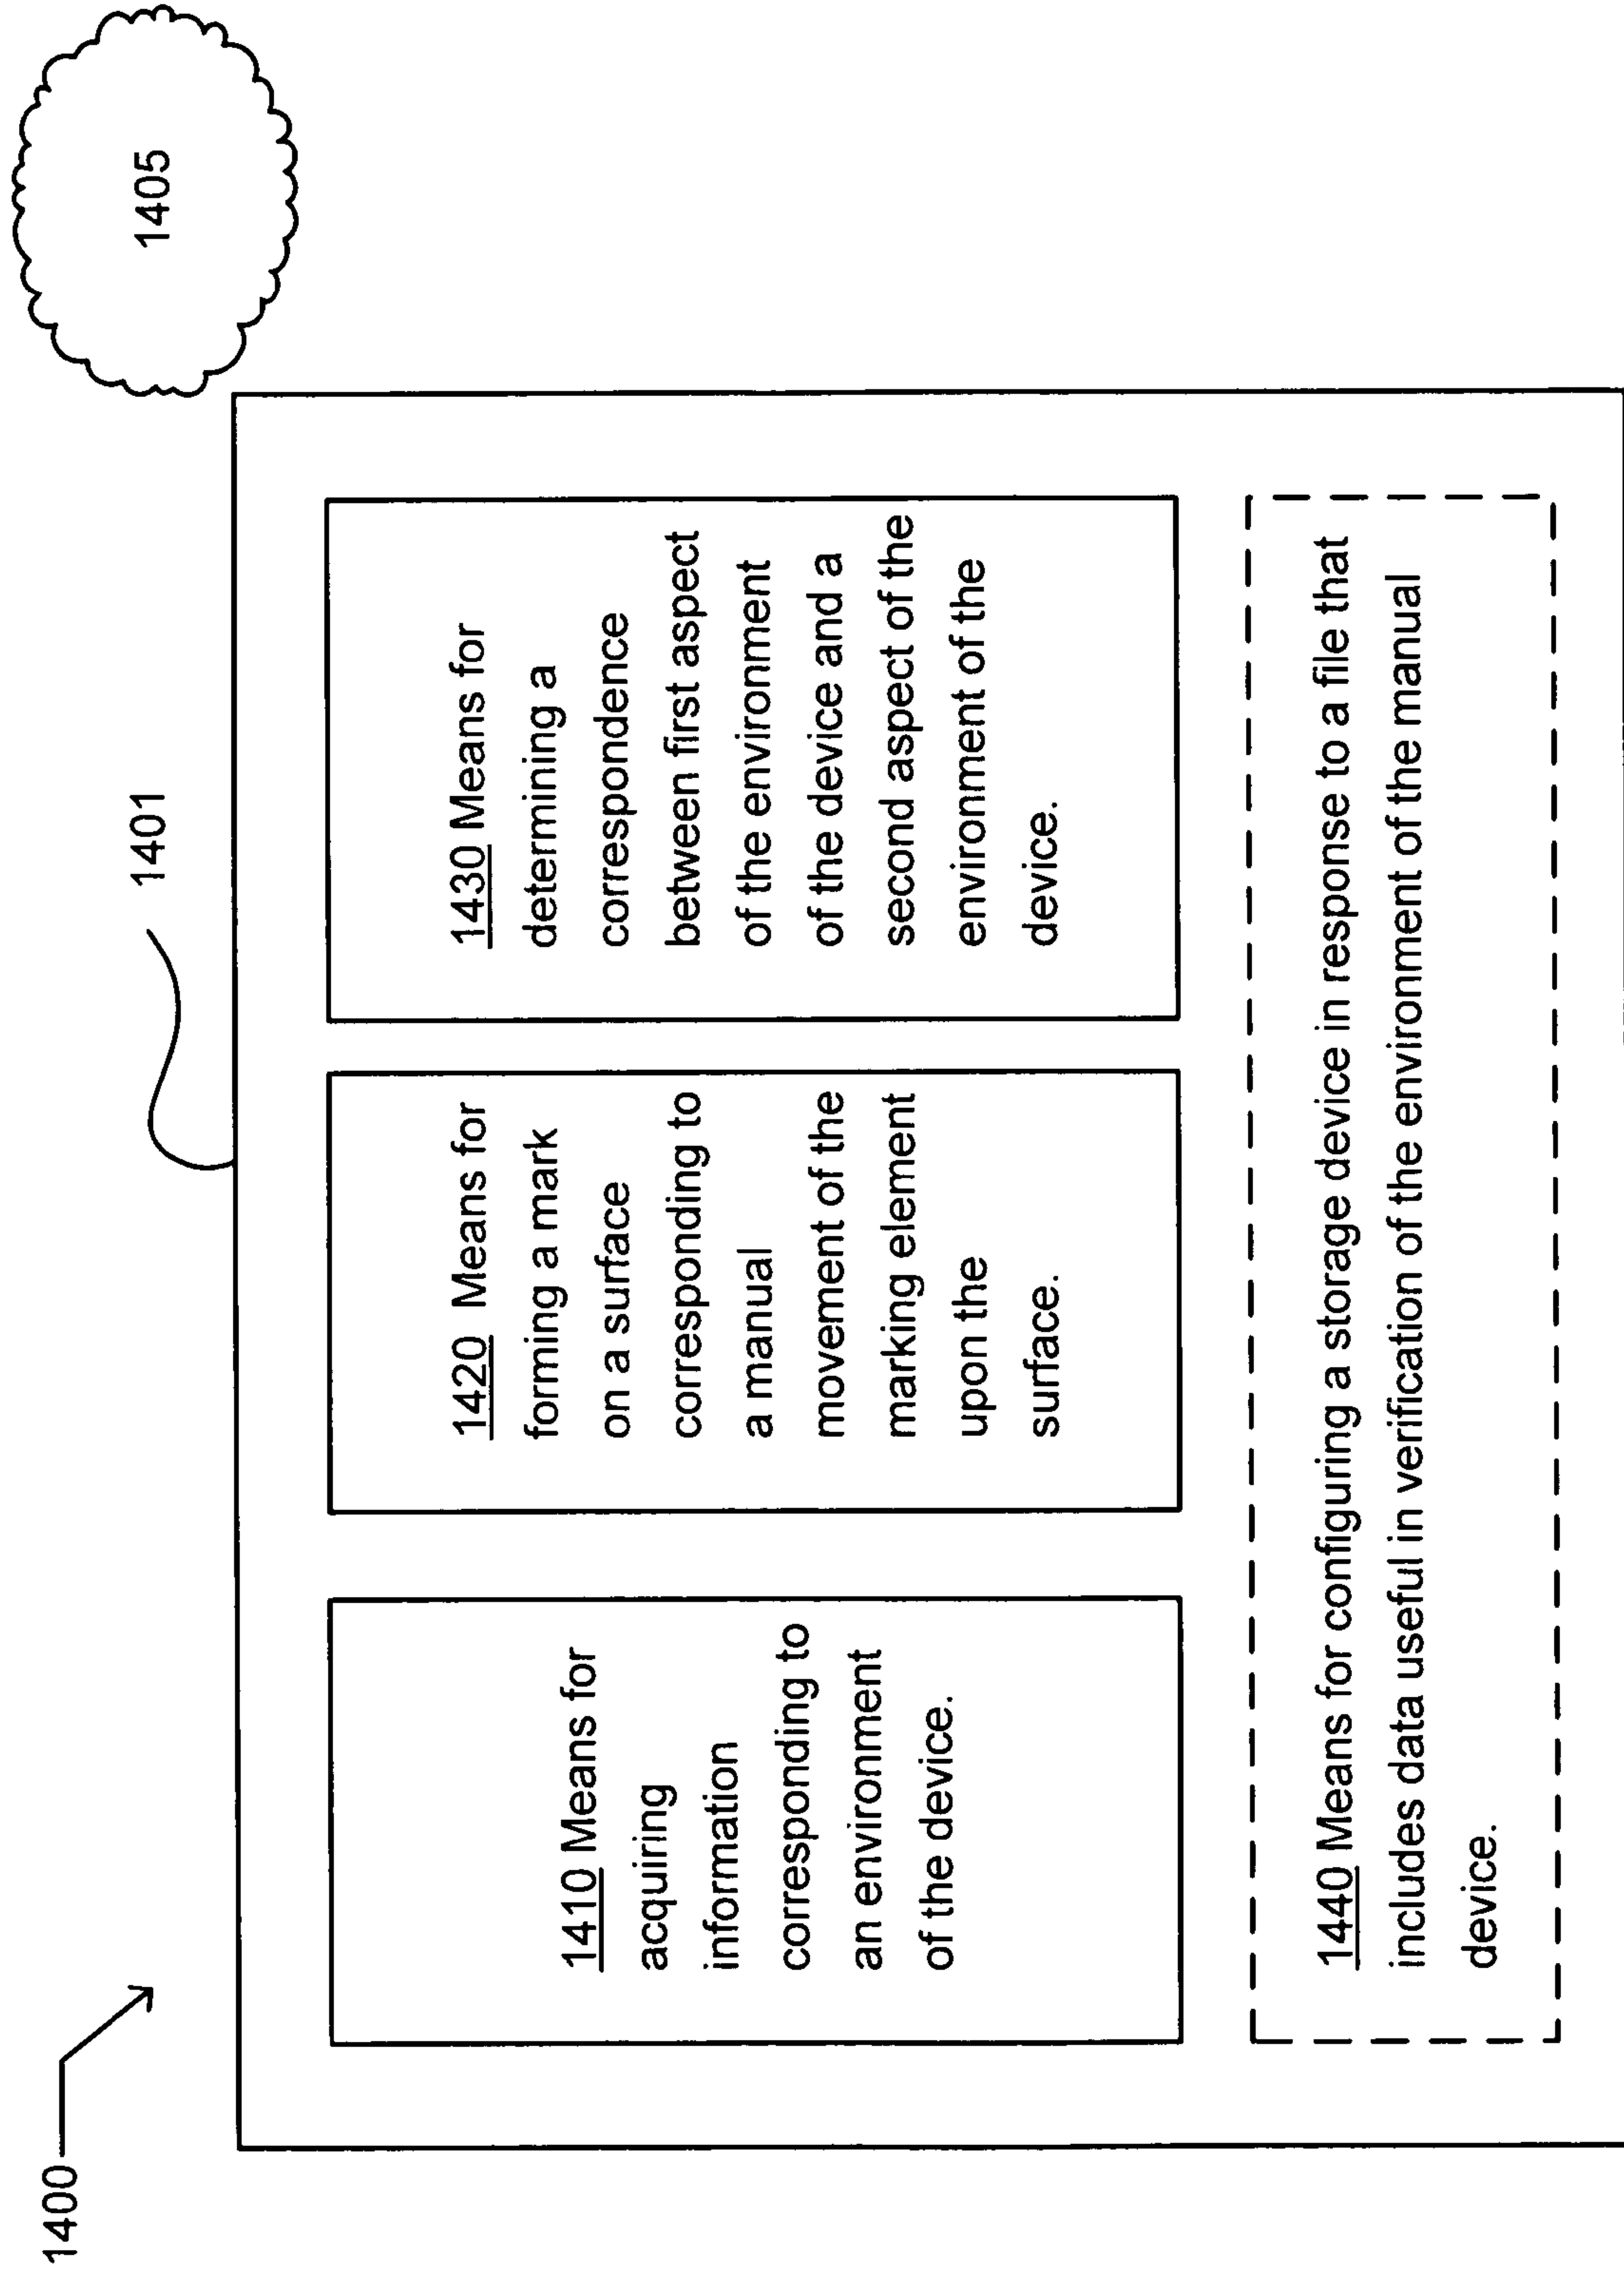 1400
1401
1405
1410 Means for
acquiring
information
corresponding to
an environment
of the device.
1420 Means for
forming a mark
on a surface
corresponding to
a manual
movement of the
marking element
upon the
surface.
1430 Means for
determining a
correspondence
between first aspect
of the environment
of the device and a
second aspect of the
environment of the
device.
1440 Means for configuring a storage device in response to a file that
includes data useful in verification of the environment of the manual
device.